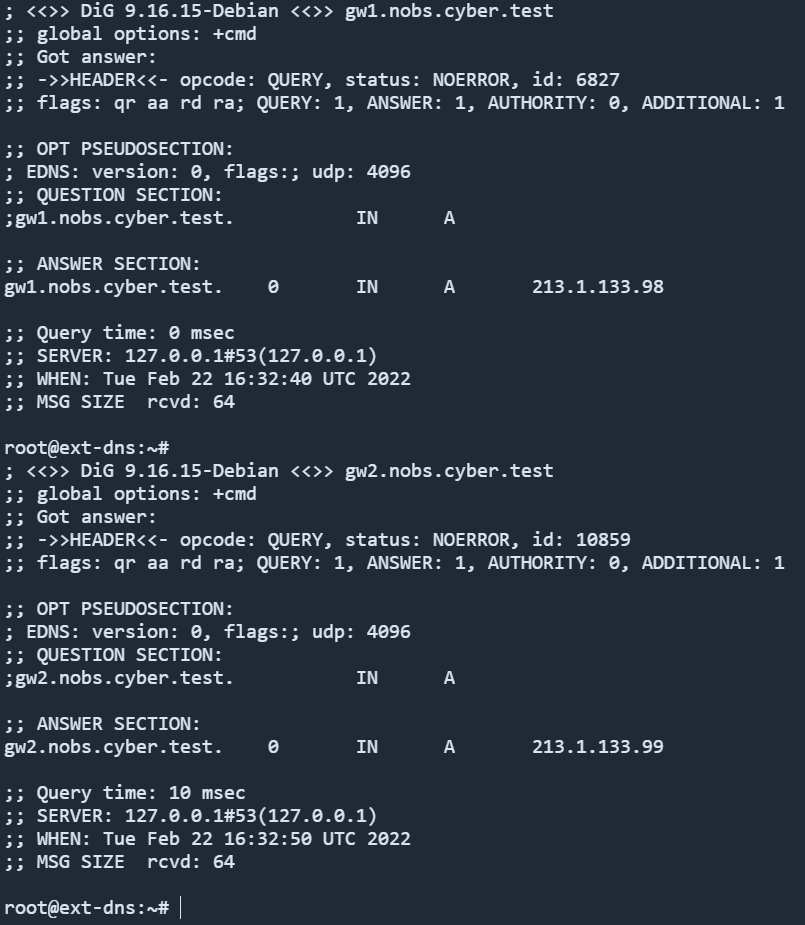 ; <<>> DiG 9.16.15-Debian <<>> gw1.nobs.cyber.test
;; global options: +cmd
;; Got answer:
;; ->>HEADER<<- opcode: QUERY, status: NOERROR, id: 6827
;; flags: qr aa rd ra; QUERY: 1, ANSWER: 1, AUTHORITY: 0, ADDITIONAL: 1

;; OPT PSEUDOSECTION:
; EDNS: version: 0, flags:; udp: 4096
;; QUESTION SECTION:
;gw1.nobs.cyber.test.		IN	A

;; ANSWER SECTION:
gw1.nobs.cyber.test.	0	IN	A	213.1.133.98

;; Query time: 0 msec
;; SERVER: 127.0.0.1#53(127.0.0.1)
;; WHEN: Tue Feb 22 16:32:40 UTC 2022
;; MSG SIZE  rcvd: 64

root@ext-dns:~#
; <<>> DiG 9.16.15-Debian <<>> gw2.nobs.cyber.test
;; global options: +cmd
;; Got answer:
;; ->>HEADER<<- opcode: QUERY, status: NOERROR, id: 10859
;; flags: qr aa rd ra; QUERY: 1, ANSWER: 1, AUTHORITY: 0, ADDITIONAL: 1

;; OPT PSEUDOSECTION:
; EDNS: version: 0, flags:; udp: 4096
;; QUESTION SECTION:
;gw2.nobs.cyber.test.		IN	A

;; ANSWER SECTION:
gw2.nobs.cyber.test.	0	IN	A	213.1.133.99

;; Query time: 10 msec
;; SERVER: 127.0.0.1#53(127.0.0.1)
;; WHEN: Tue Feb 22 16:32:50 UTC 2022
;; MSG SIZE  rcvd: 64

root@ext-dns:~#